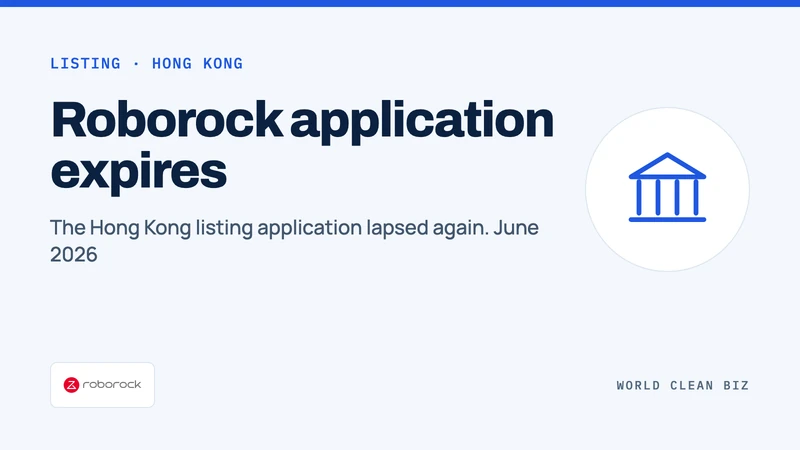 LISTING · HONG KONG
Roborock application
expires
The Hong Kong listing application lapsed again. June
2026
roborock
WORLD CLEAN BIZ